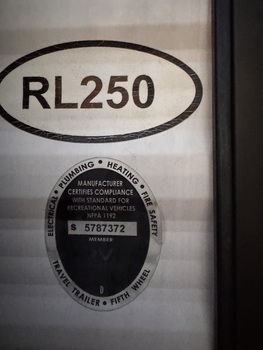 RL250
ELECTRICAL • PLUMBING • HEATING • FIRE SAFETY
MANUFACTURER
CERTIFIES COMPLIANCE
WITH STANDARD FOR
RECREATIONAL VEHICLES
NFPA 1192
S 5787372
MEMBER
D
TRAVEL TRAILER • FIFTH WHEEL